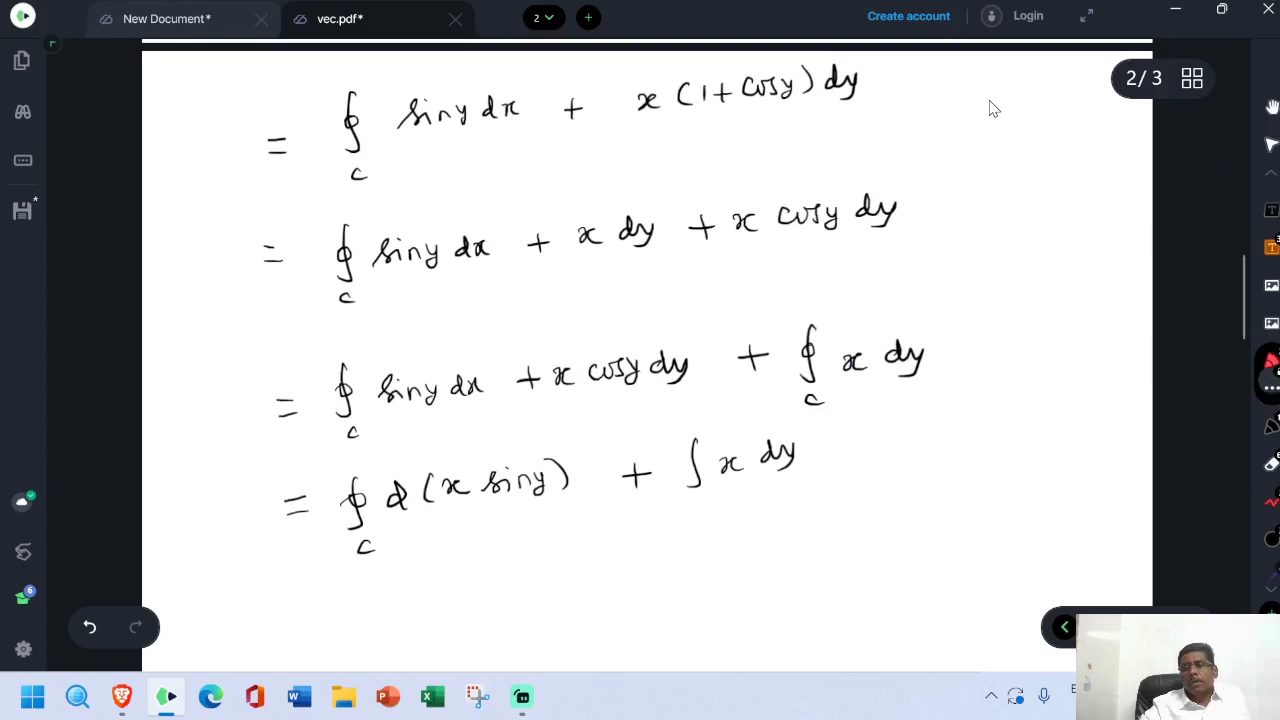 New Document*
vec.pdf*
2
Create account
Login
2/3
= ∮_C sin y dx + x (1 + cos y) dy
= ∮_C sin y dx + x dy + x cos y dy
= ∮_C sin y dx + x cos y dy + ∮_C x dy
= ∮_C d (x sin y) + ∫ x dy
6